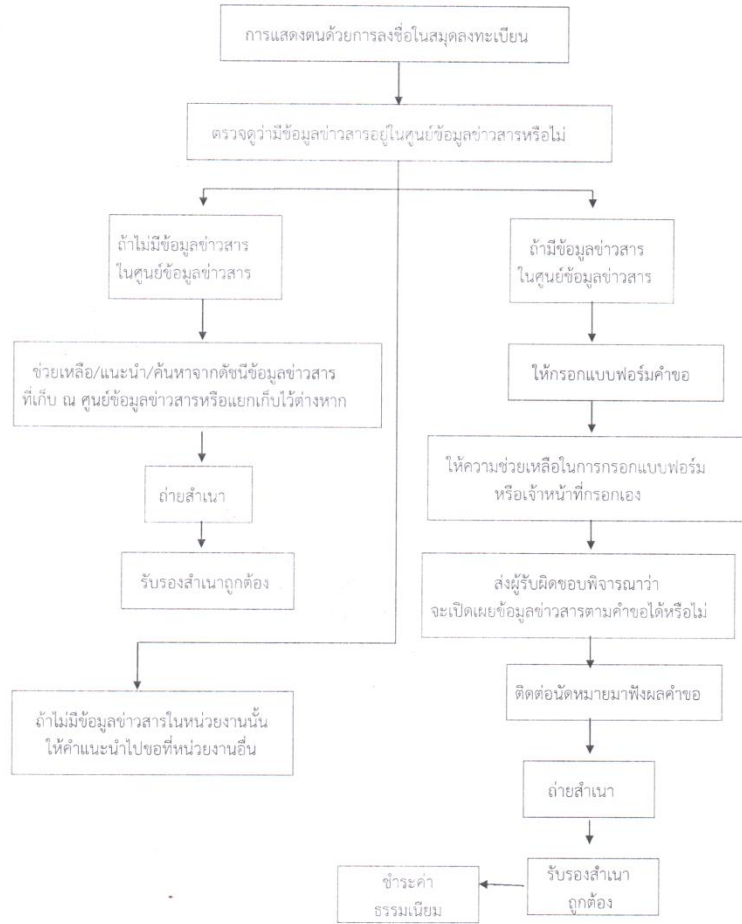 การแสดงตนด้วยการลงชื่อในสมุดลงทะเบียน
ตรวจดูว่ามีข้อมูลข่าวสารอยู่ในศูนย์ข้อมูลข่าวสารหรือไม่
ถ้าไม่มีข้อมูลข่าวสาร
ในศูนย์ข้อมูลข่าวสาร
ช่วยเหลือ/แนะนำ/ค้นหาจากดัชนีข้อมูลข่าวสาร
ที่เก็บ ณ ศูนย์ข้อมูลข่าวสารหรือแยกเก็บไว้ต่างหาก
ถ่ายสำเนา
รับรองสำเนาถูกต้อง
ถ้าไม่มีข้อมูลข่าวสารในหน่วยงานนั้น
ให้คำแนะนำไปขอที่หน่วยงานอื่น
ถ้ามีข้อมูลข่าวสาร
ในศูนย์ข้อมูลข่าวสาร
ให้กรอกแบบฟอร์มคำขอ
ให้ความช่วยเหลือในการกรอกแบบฟอร์ม
หรือเจ้าหน้าที่กรอกเอง
ส่งผู้รับผิดชอบพิจารณาว่า
จะเปิดเผยข้อมูลข่าวสารตามคำขอได้หรือไม่
ติดต่อนัดหมายมาฟังผลคำขอ
ถ่ายสำเนา
รับรองสำเนา
ถูกต้อง
ชำระค่า
ธรรมเนียม